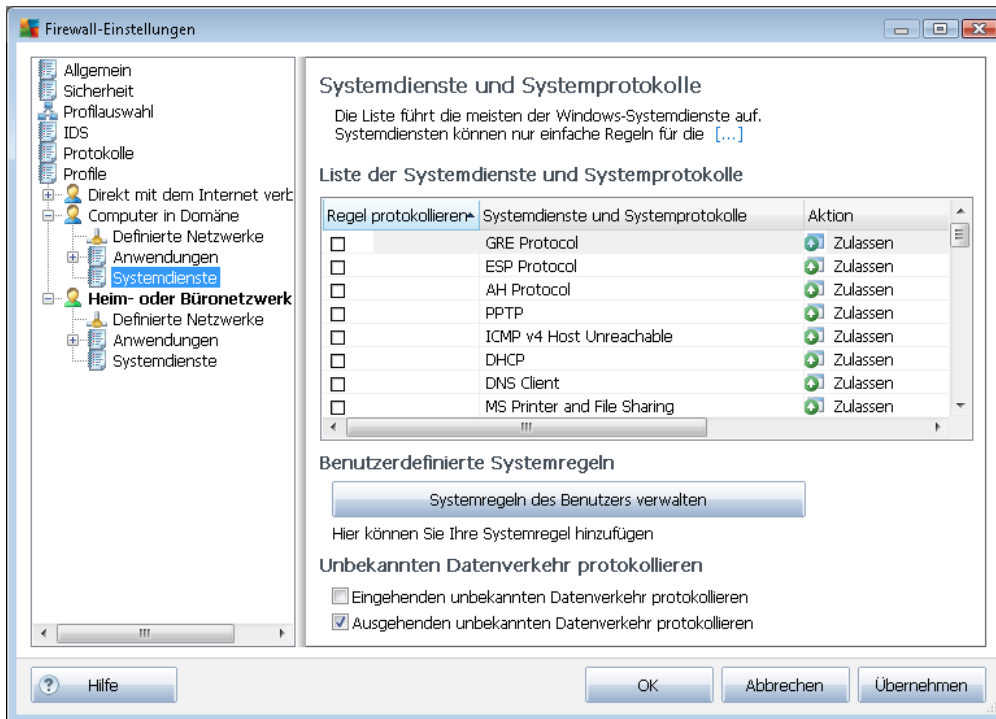 Firewall-Einstellungen
Allgemein
Sicherheit
Profilauswahl
IDS
Protokolle
Profile
Direkt mit dem Internet verb
Computer in Domäne
Definierte Netzwerke
Anwendungen
Systemdienste
Heim- oder Büronetzwerk
Definierte Netzwerke
Anwendungen
Systemdienste
Systemdienste und Systemprotokolle
Die Liste führt die meisten der Windows-Systemdienste auf.
Systemdiensten können nur einfache Regeln für die [...]
Liste der Systemdienste und Systemprotokolle
Regel protokollieren Systemdienste und Systemprotokolle Aktion
GRE Protocol Zulassen
ESP Protocol Zulassen
AH Protocol Zulassen
PPTP Zulassen
ICMP v4 Host Unreachable Zulassen
DHCP Zulassen
DNS Client Zulassen
MS Printer and File Sharing Zulassen
Benutzerdefinierte Systemregeln
Systemregeln des Benutzers verwalten
Hier können Sie Ihre Systemregel hinzufügen
Unbekannten Datenverkehr protokollieren
Eingehenden unbekannten Datenverkehr protokollieren
Ausgehenden unbekannten Datenverkehr protokollieren
? Hilfe OK Abbrechen Übernehmen